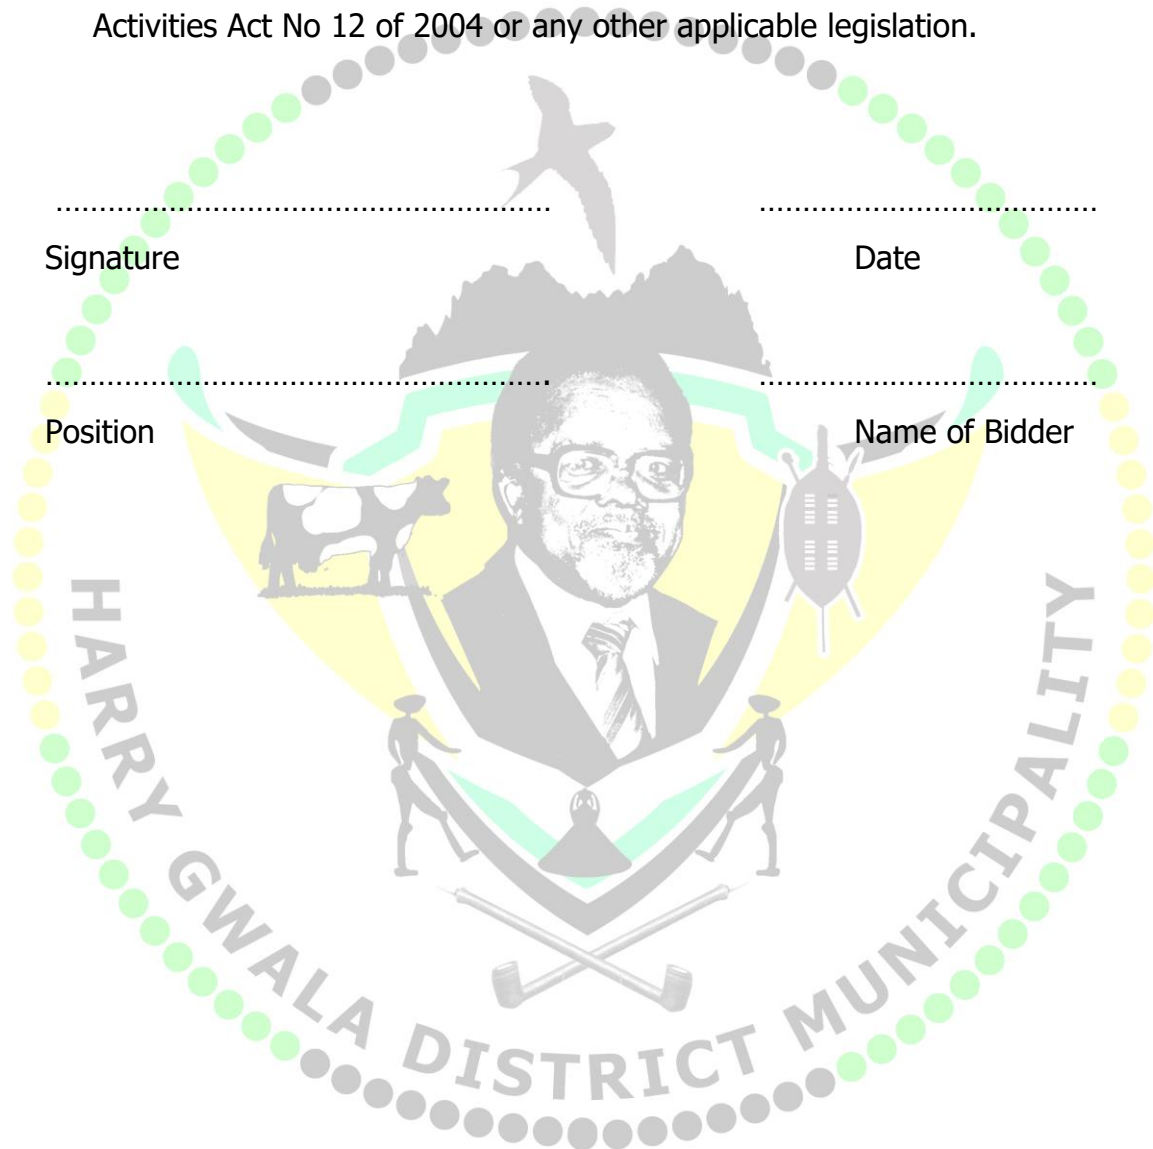 Activities Act No 12 of 2004 or any other applicable legislation.
……………………………………………… …………………………………
Signature Date
………………………………………………. …………………………………
Position Name of Bidder
HARRY GWALA DISTRICT MUNICIPALITY